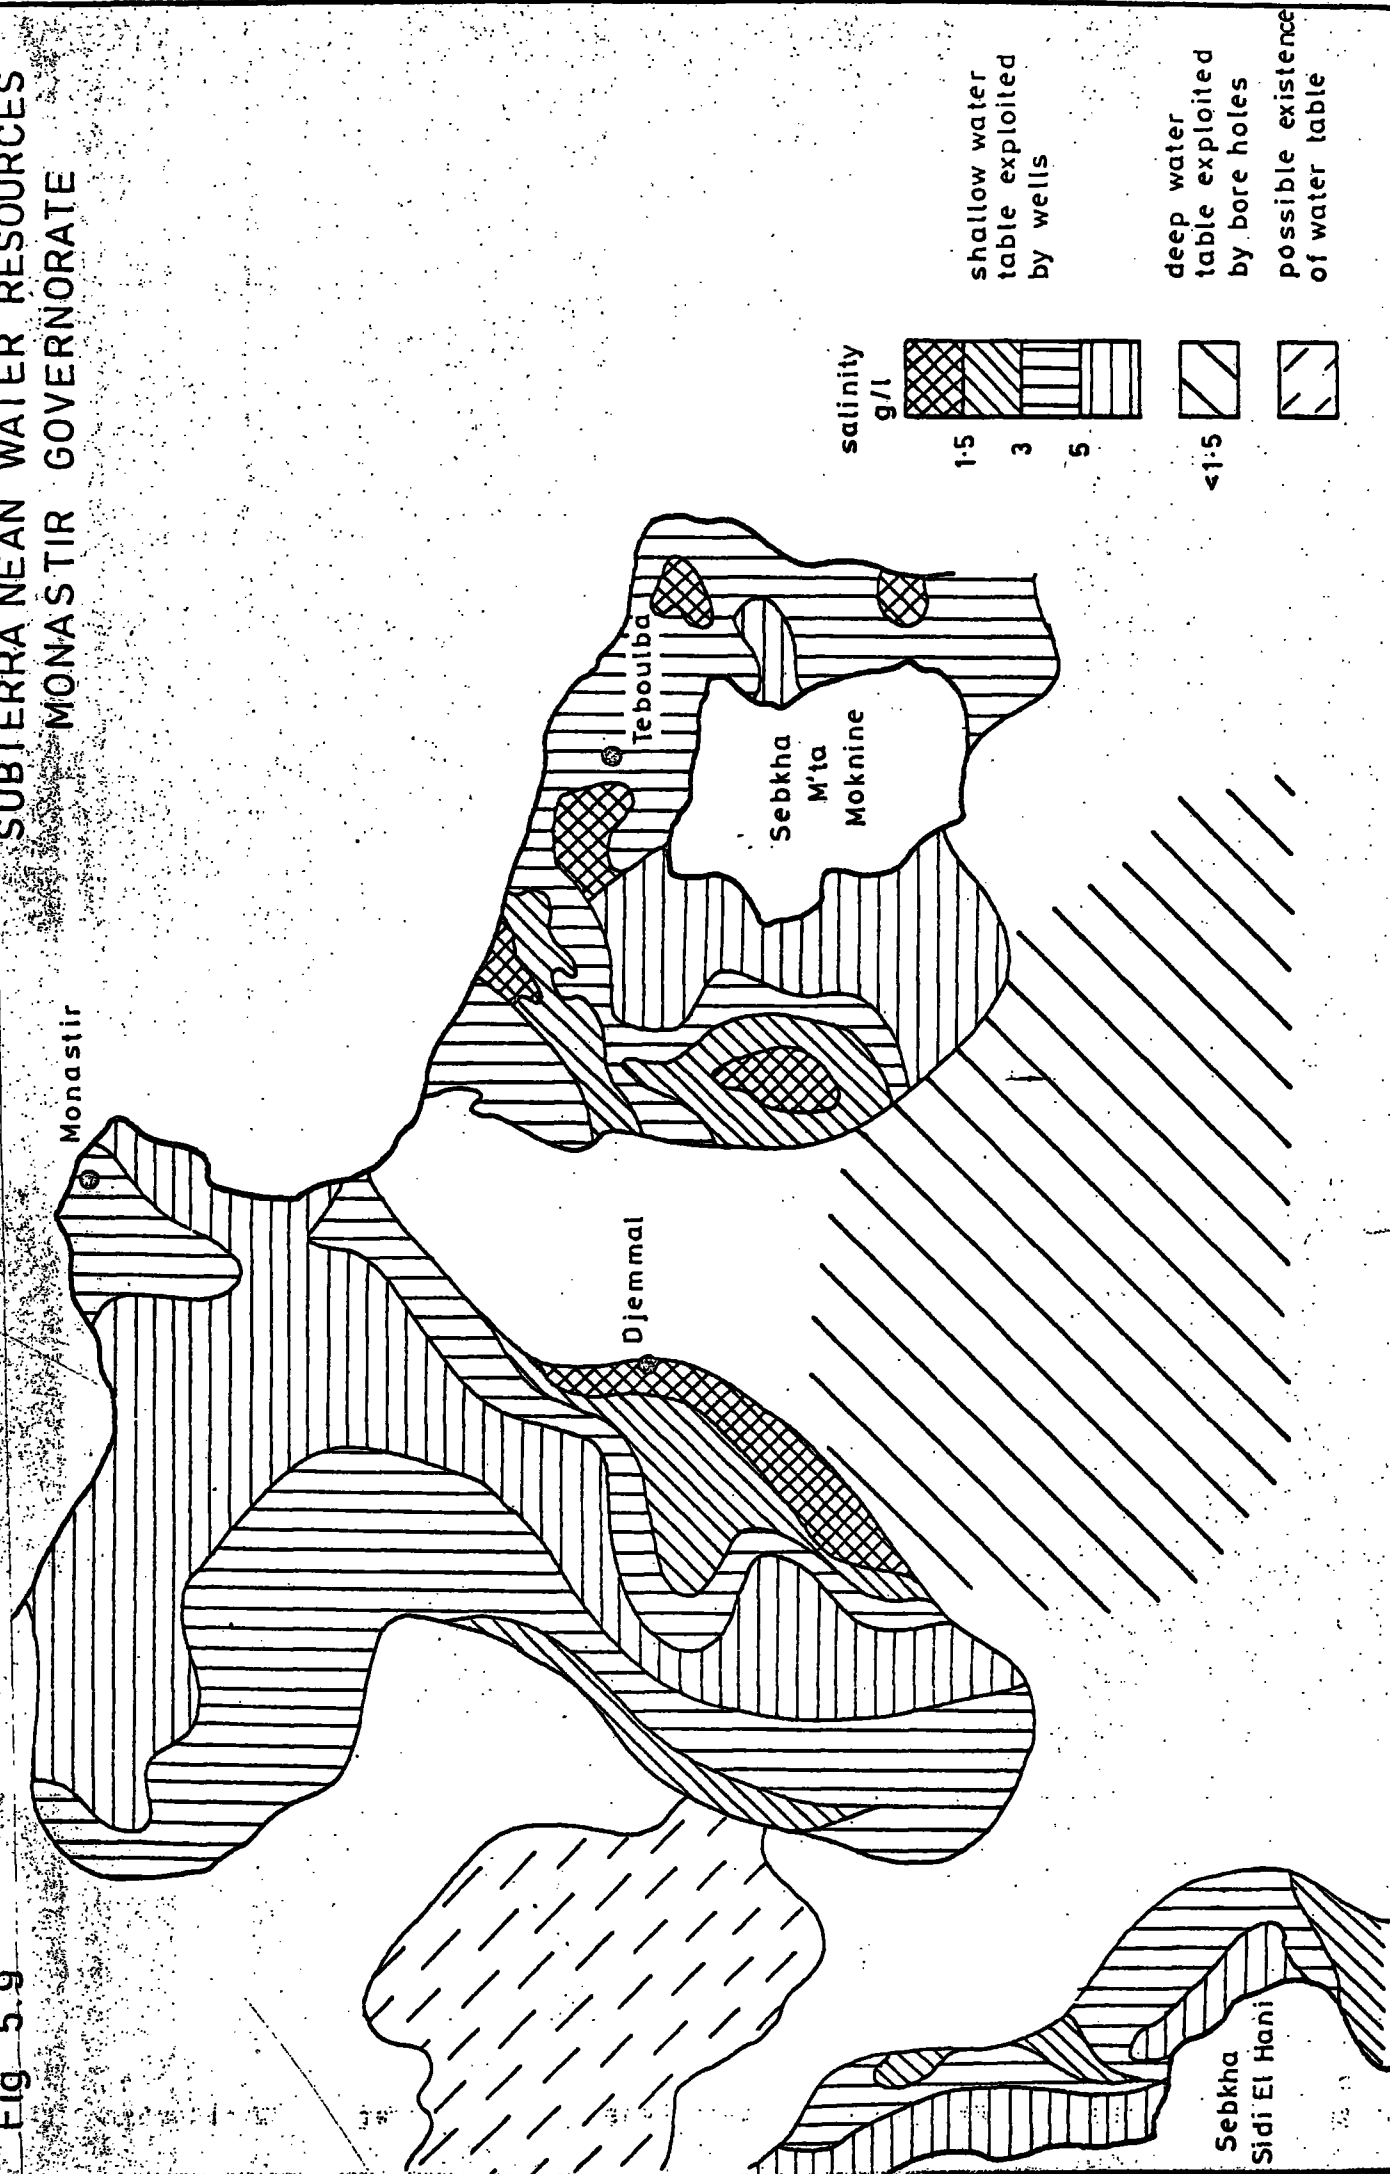 Fig 5.9
SUBTERRANEAN WATER RESOURCES
MONASTIR GOVERNORATE
Monastir
Teboulba
Djemmal
Sebkha
M'ta
Moknine
Sebkha
Sidi El Hani
salinity
g/l
1·5
3
5
<1·5
shallow water
table exploited
by wells
deep water
table exploited
by bore holes
possible existence
of water table